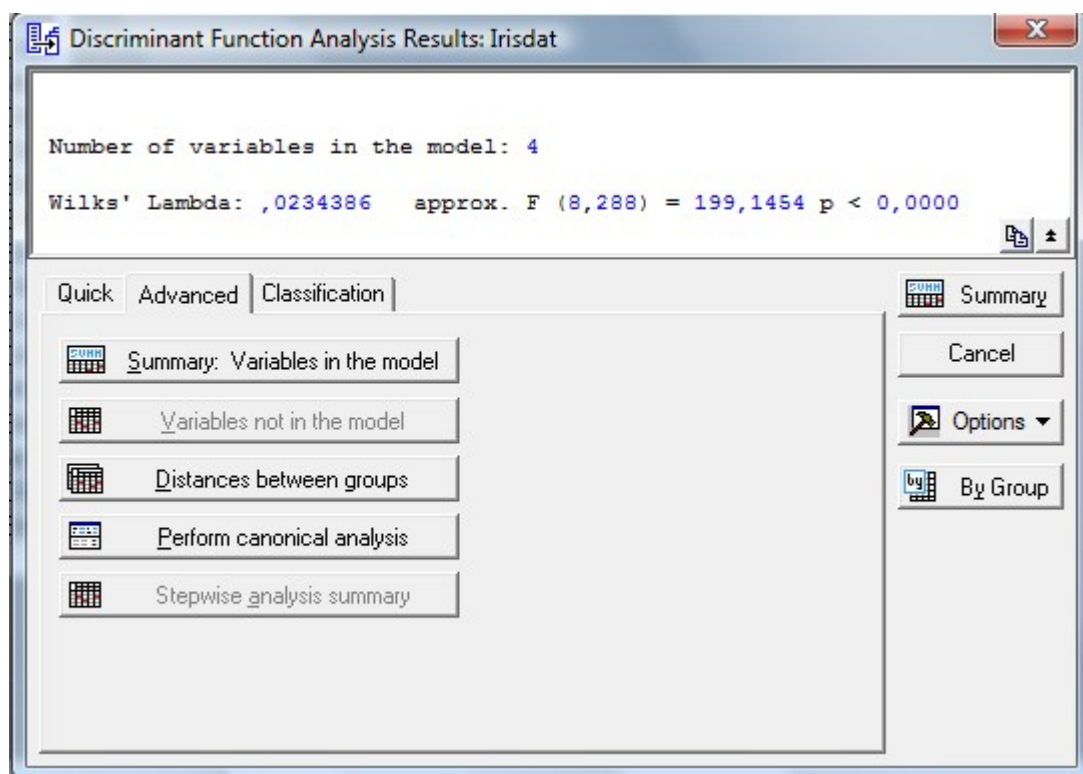 Discriminant Function Analysis Results: Irisdat
Number of variables in the model: 4
Wilks' Lambda: ,0234386 approx. F (8,288) = 199,1454 p < 0,0000
Quick Advanced Classification
Summary: Variables in the model
Variables not in the model
Distances between groups
Perform canonical analysis
Stepwise analysis summary
Summary
Cancel
Options
By Group